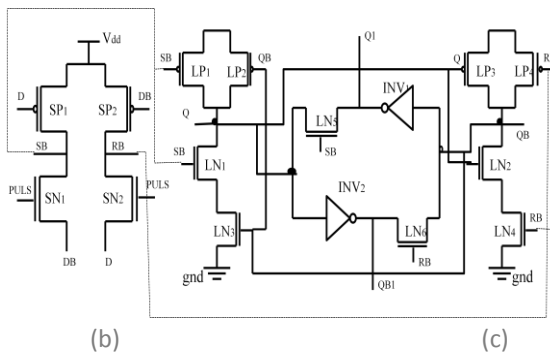 Vdd
SB
LP1
LP2
QB
Q1
Q
LP3
LP4
R
D
SP1
SP2
DB
INV1
Q
LN5
SB
QB
SB
RB
SB
LN1
LN2
PULS
SN1
SN2
PULS
INV2
LN3
LN6
LN4
RB
DB
D
gnd
QB1
RB
gnd
(b)
(c)